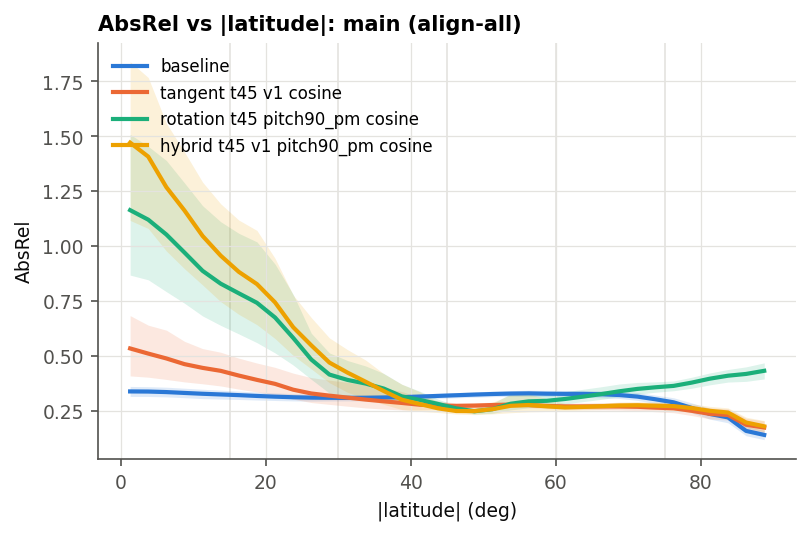 AbsRel vs |latitude|: main (align-all)
baseline
tangent t45 v1 cosine
rotation t45 pitch90_pm cosine
hybrid t45 v1 pitch90_pm cosine
AbsRel
1.75
1.50
1.25
1.00
0.75
0.50
0.25
0 20 40 60 80
|latitude| (deg)